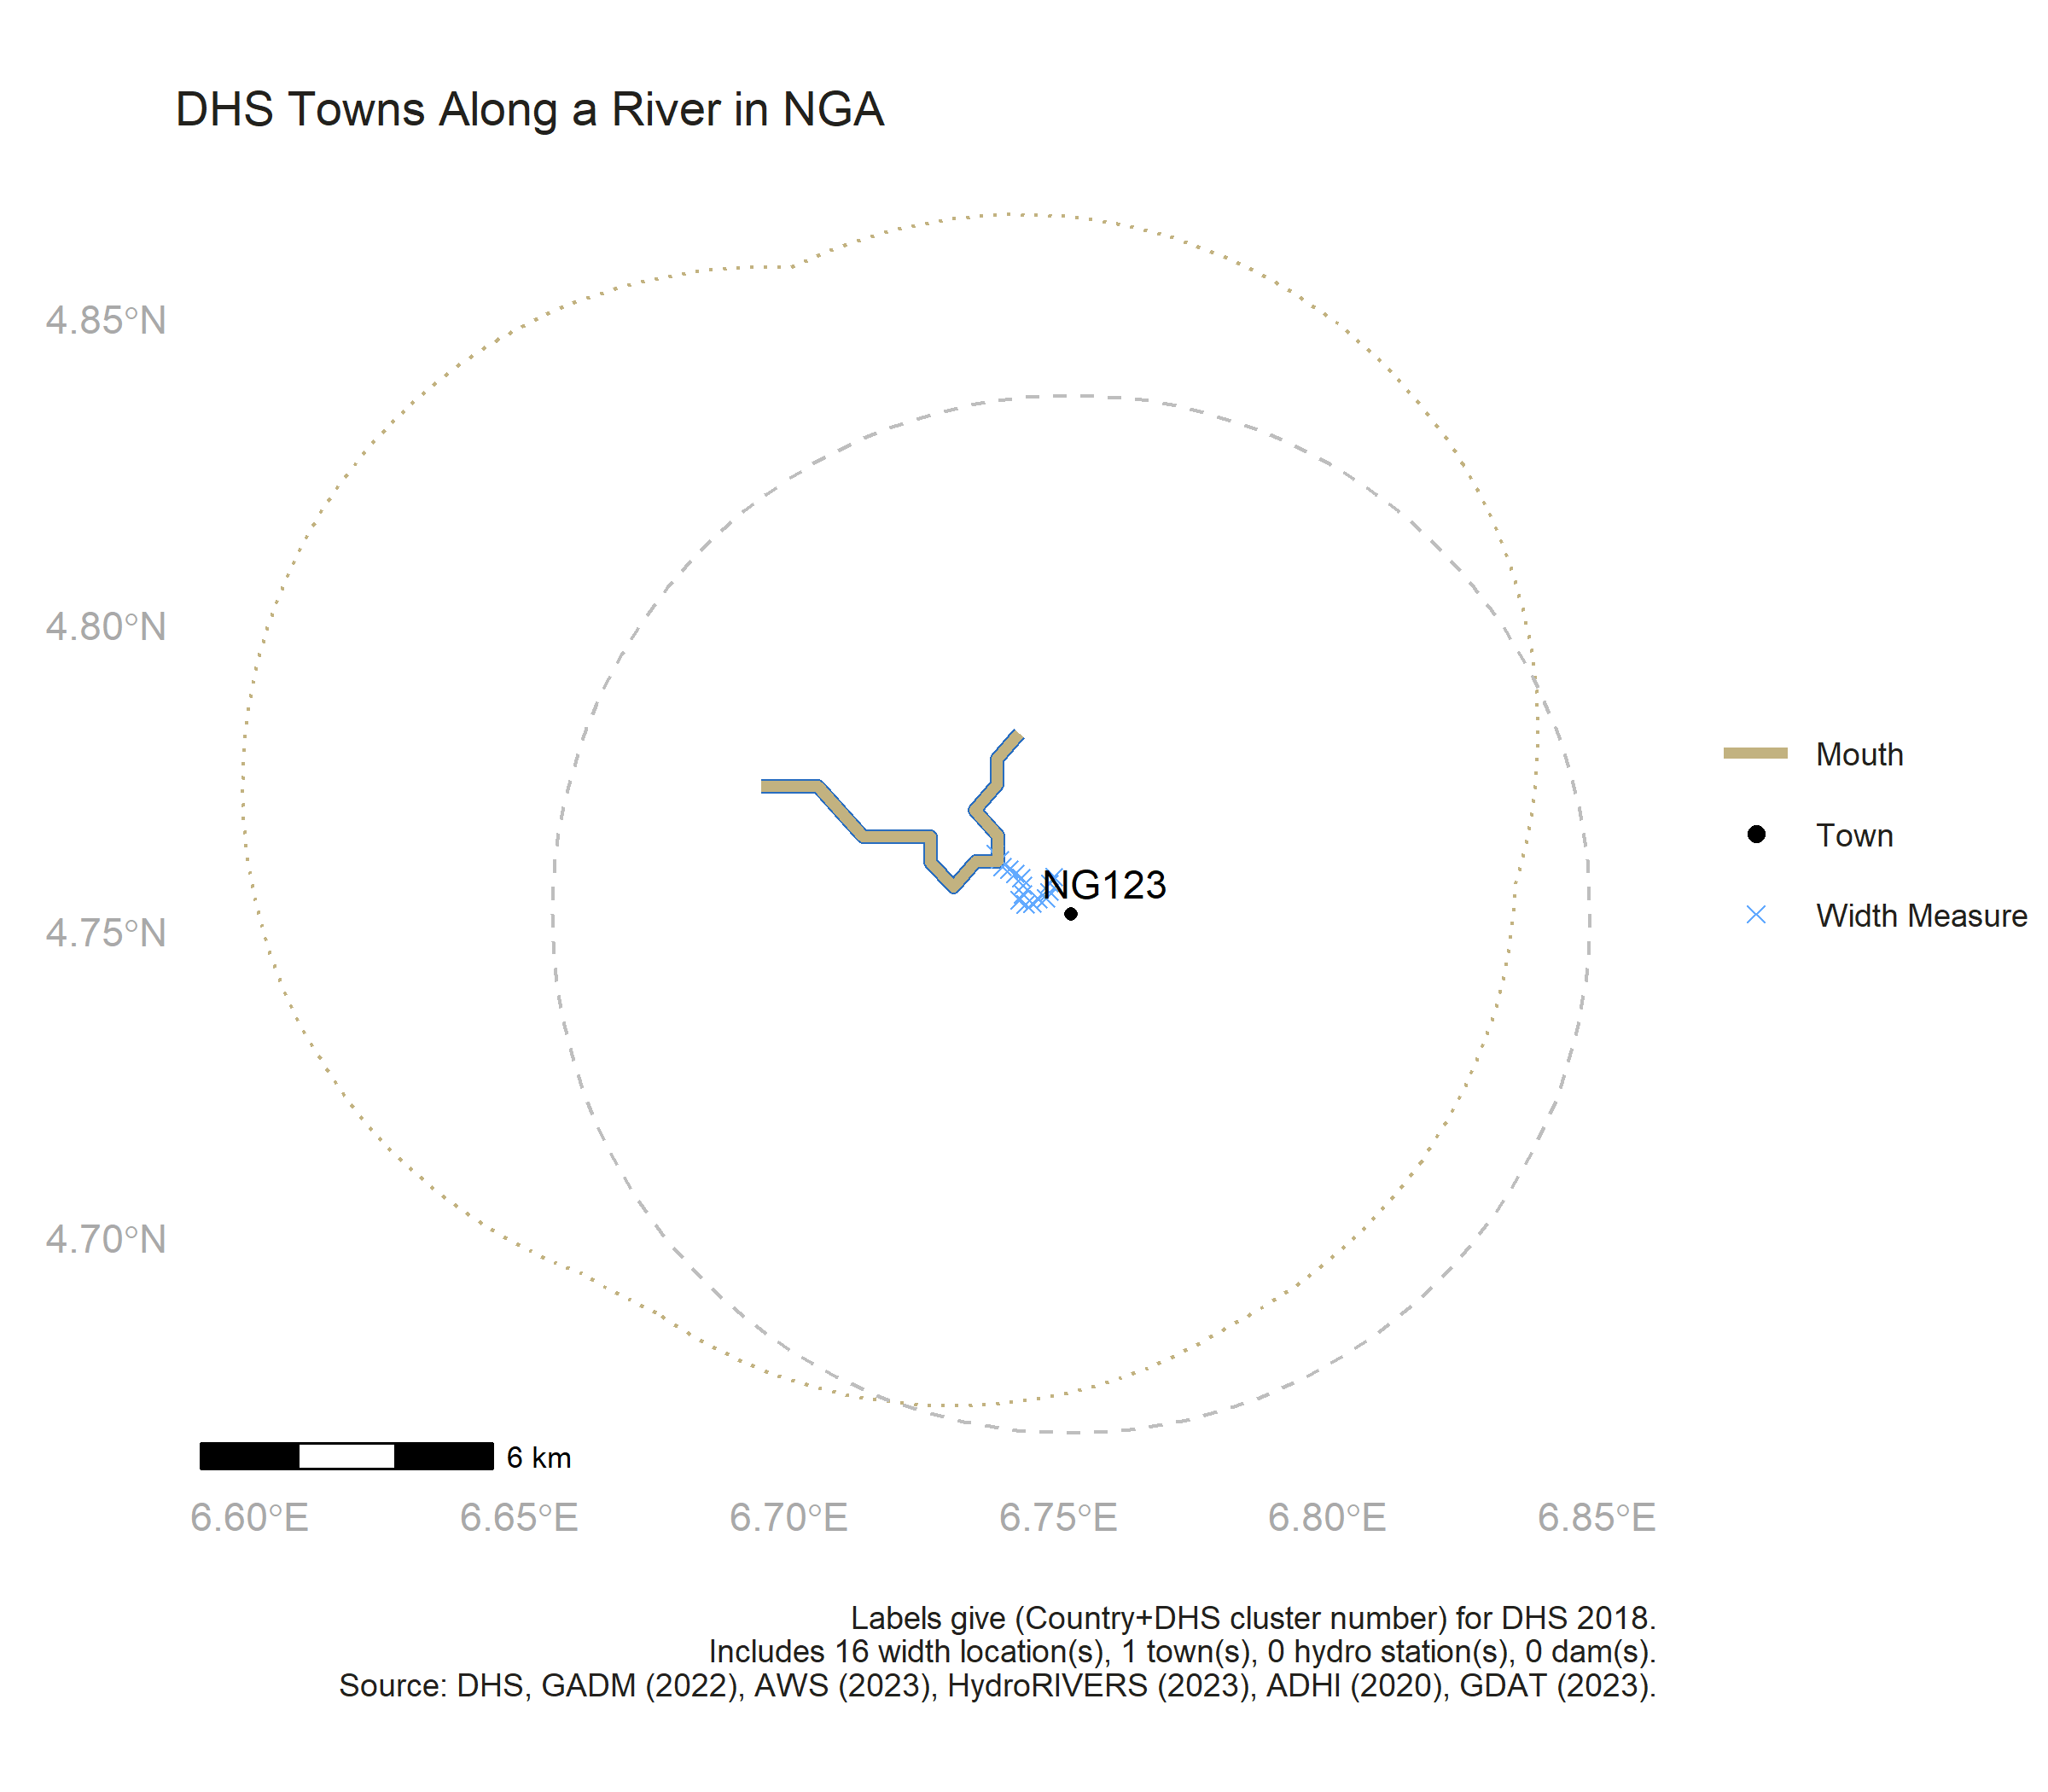 DHS Towns Along a River in NGA
4.85°N
4.80°N
4.75°N
4.70°N
NG123
Mouth
Town
Width Measure
6 km
6.60°E 6.65°E 6.70°E 6.75°E 6.80°E 6.85°E
Labels give (Country+DHS cluster number) for DHS 2018.
Includes 16 width location(s), 1 town(s), 0 hydro station(s), 0 dam(s).
Source: DHS, GADM (2022), AWS (2023), HydroRIVERS (2023), ADHI (2020), GDAT (2023).